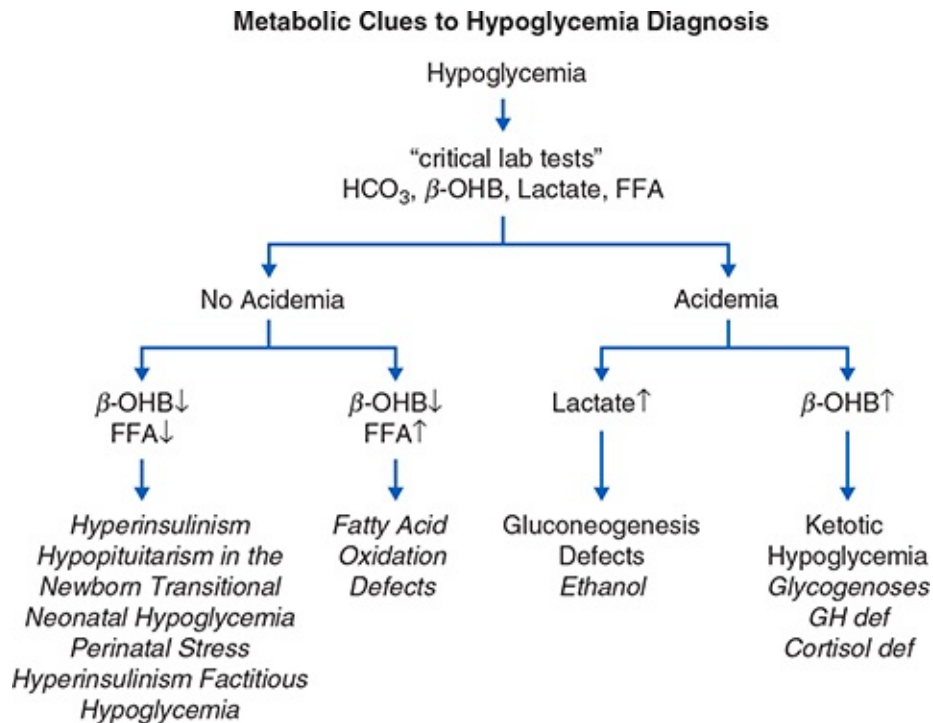 Metabolic Clues to Hypoglycemia Diagnosis
Hypoglycemia
“critical lab tests”
HCO₃, β-OHB, Lactate, FFA
No Acidemia
Acidemia
β-OHB↓
FFA↓
β-OHB↓
FFA↑
Lactate↑
β-OHB↑
Hyperinsulinism
Hypopituitarism in the
Newborn Transitional
Neonatal Hypoglycemia
Perinatal Stress
Hyperinsulinism Factitious
Hypoglycemia
Fatty Acid
Oxidation
Defects
Gluconeogenesis
Defects
Ethanol
Ketotic
Hypoglycemia
Glycogenoses
GH def
Cortisol def